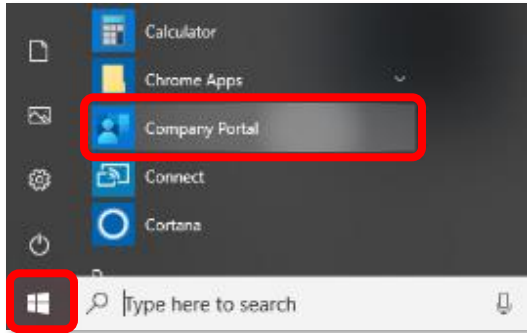 Calculator
Chrome Apps
Company Portal
Connect
Cortana
Type here to search